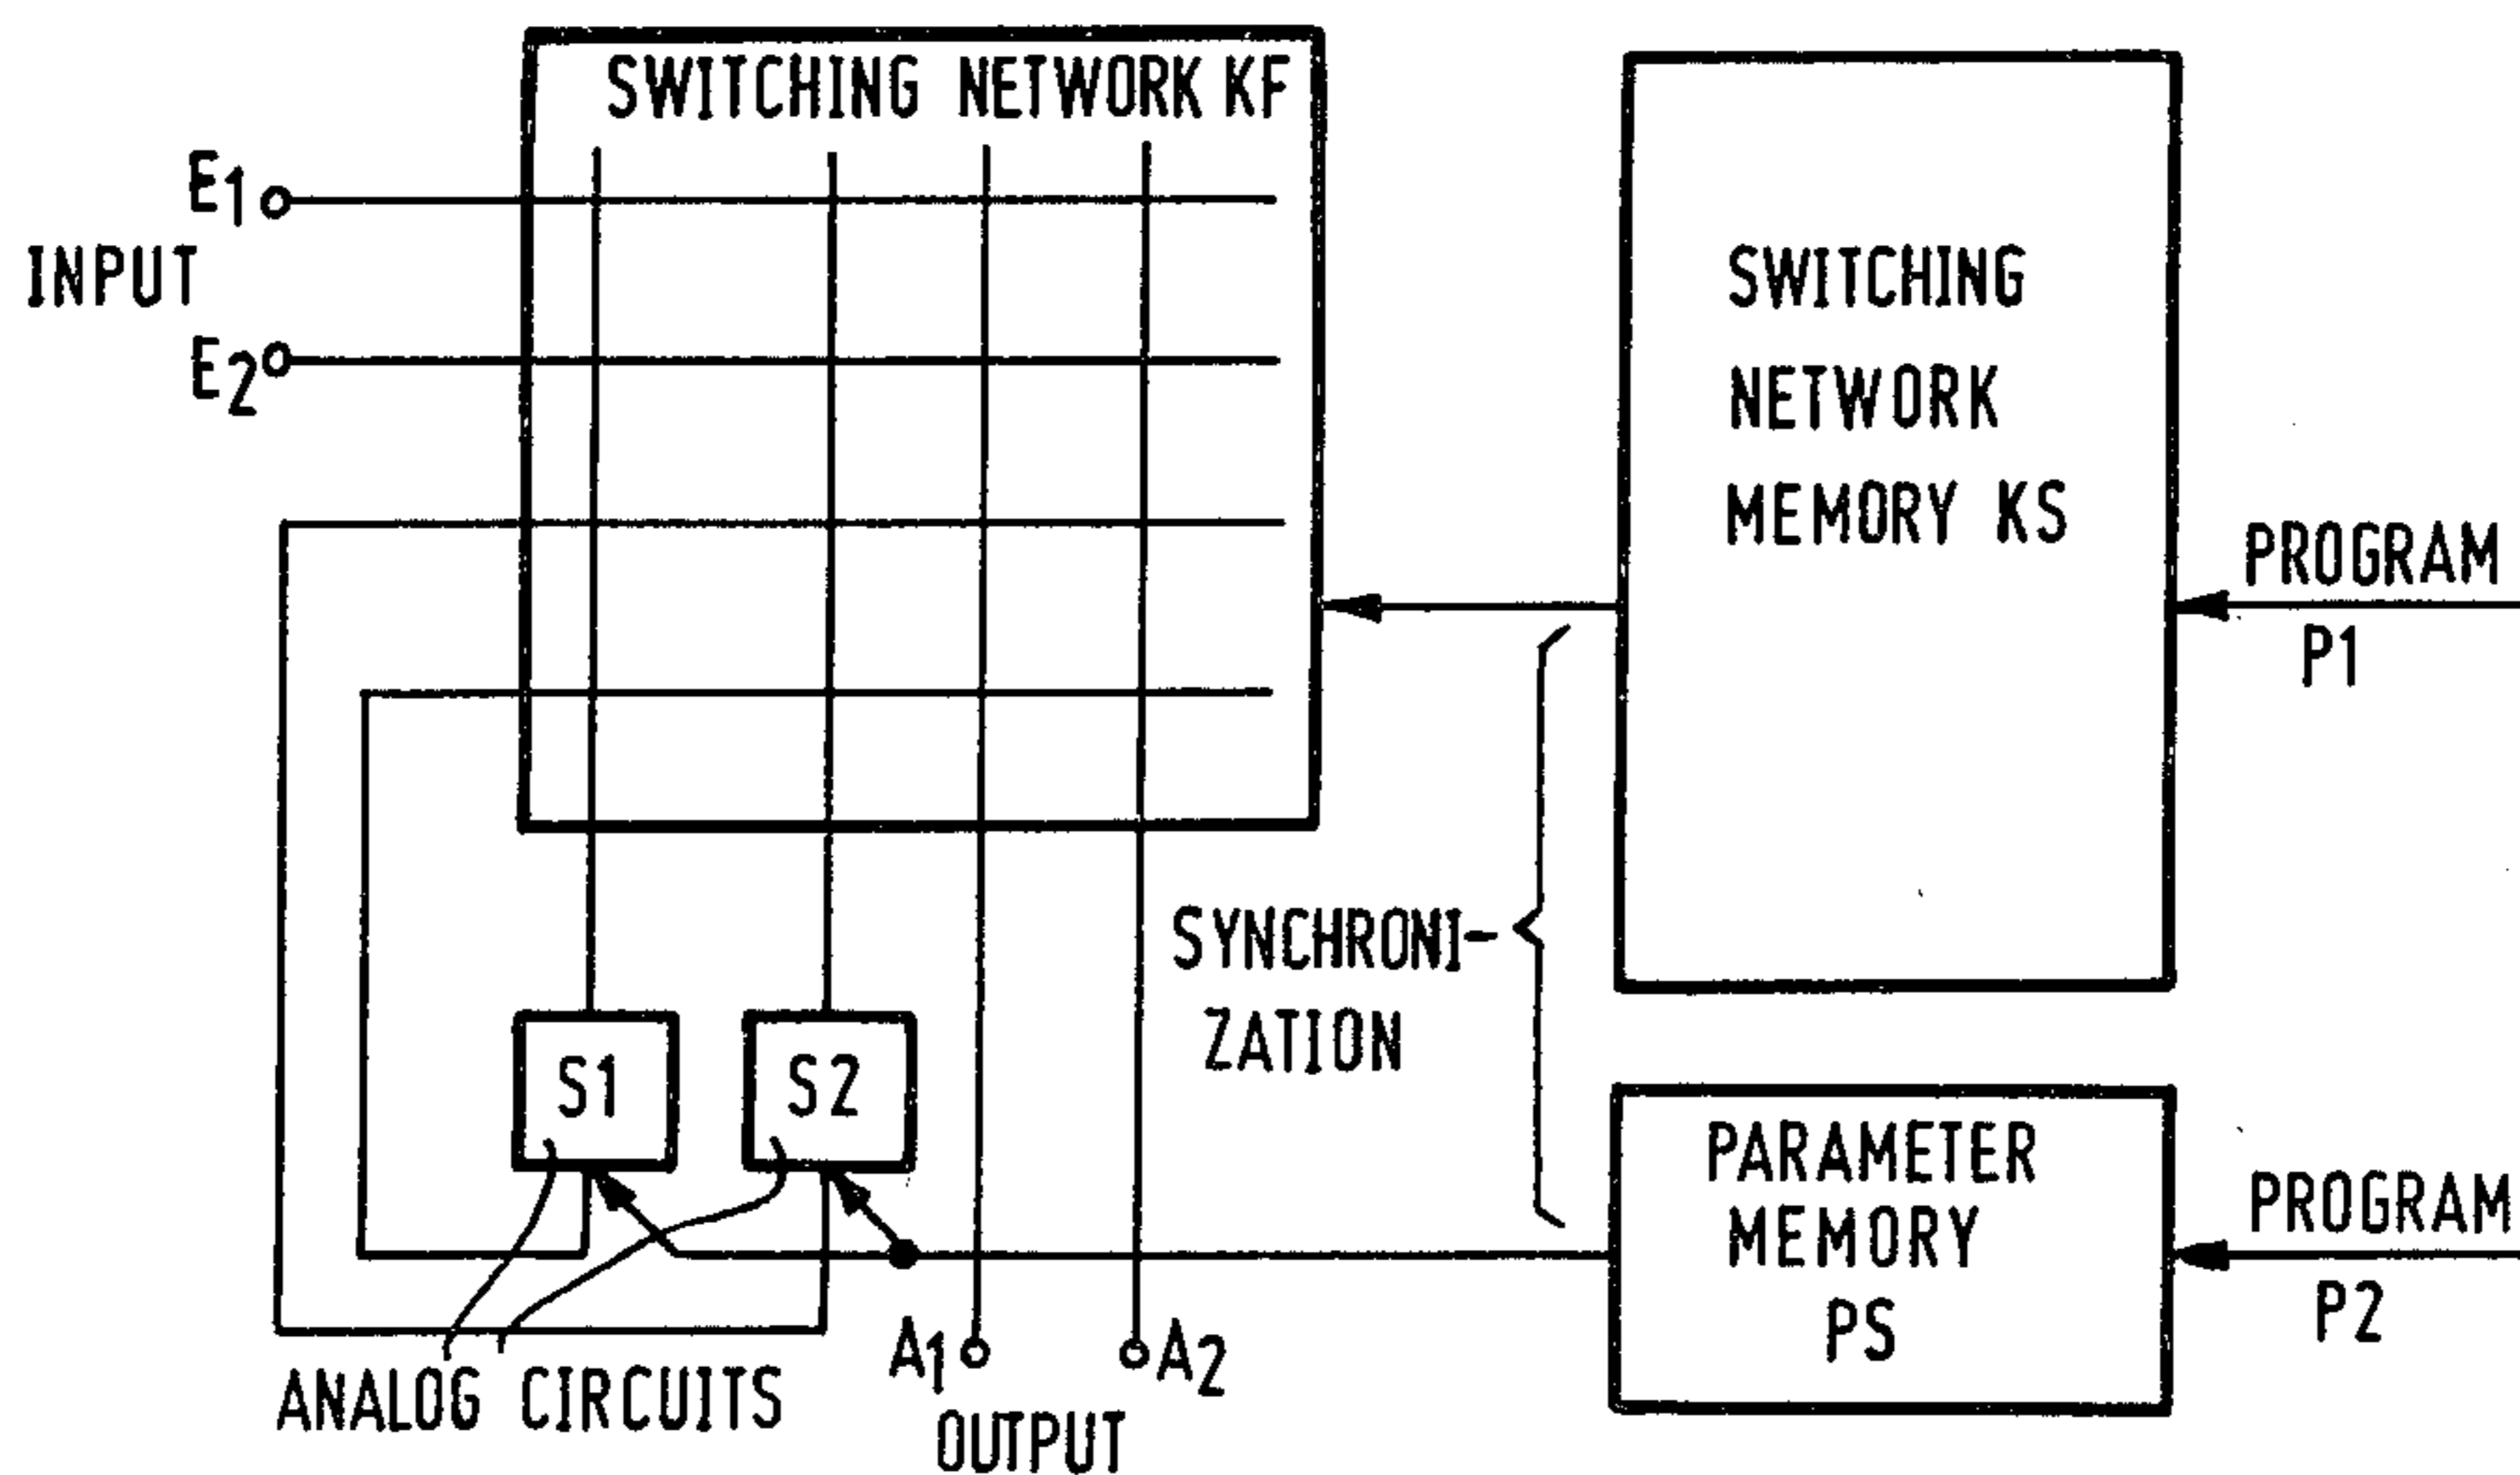 SWITCHING NETWORK KF
E1
INPUT
E2
SWITCHING
NETWORK
MEMORY KS
PROGRAM
P1
SYNCHRONI-
ZATION
S1
S2
PARAMETER
MEMORY
PS
PROGRAM
P2
ANALOG CIRCUITS
A1
A2
OUTPUT